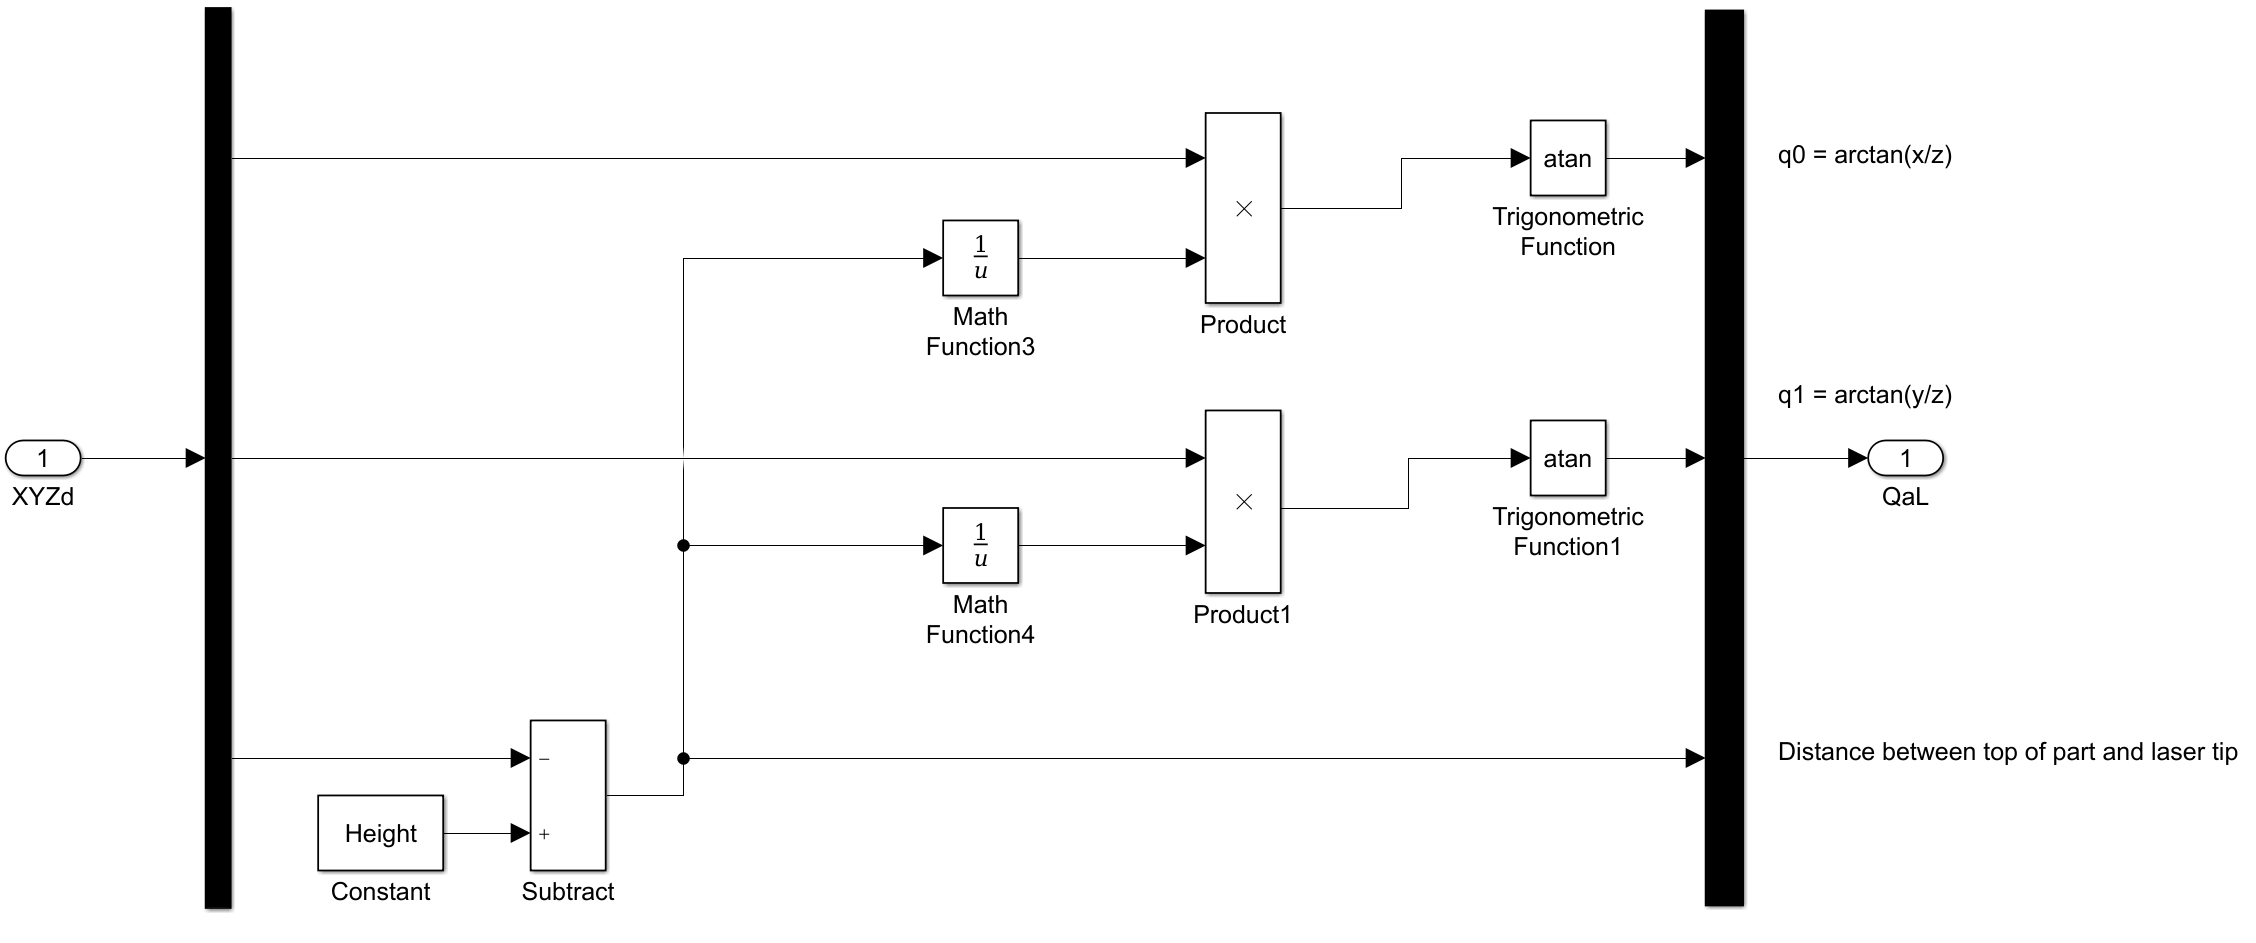 atan
q0 = arctan(x/z)
Trigonometric
Function
×
1
u
Math
Function3
Product
q1 = arctan(y/z)
1
XYZd
atan
1
QaL
Trigonometric
Function1
×
1
u
Math
Function4
Product1
−
Distance between top of part and laser tip
Height
+
Constant
Subtract